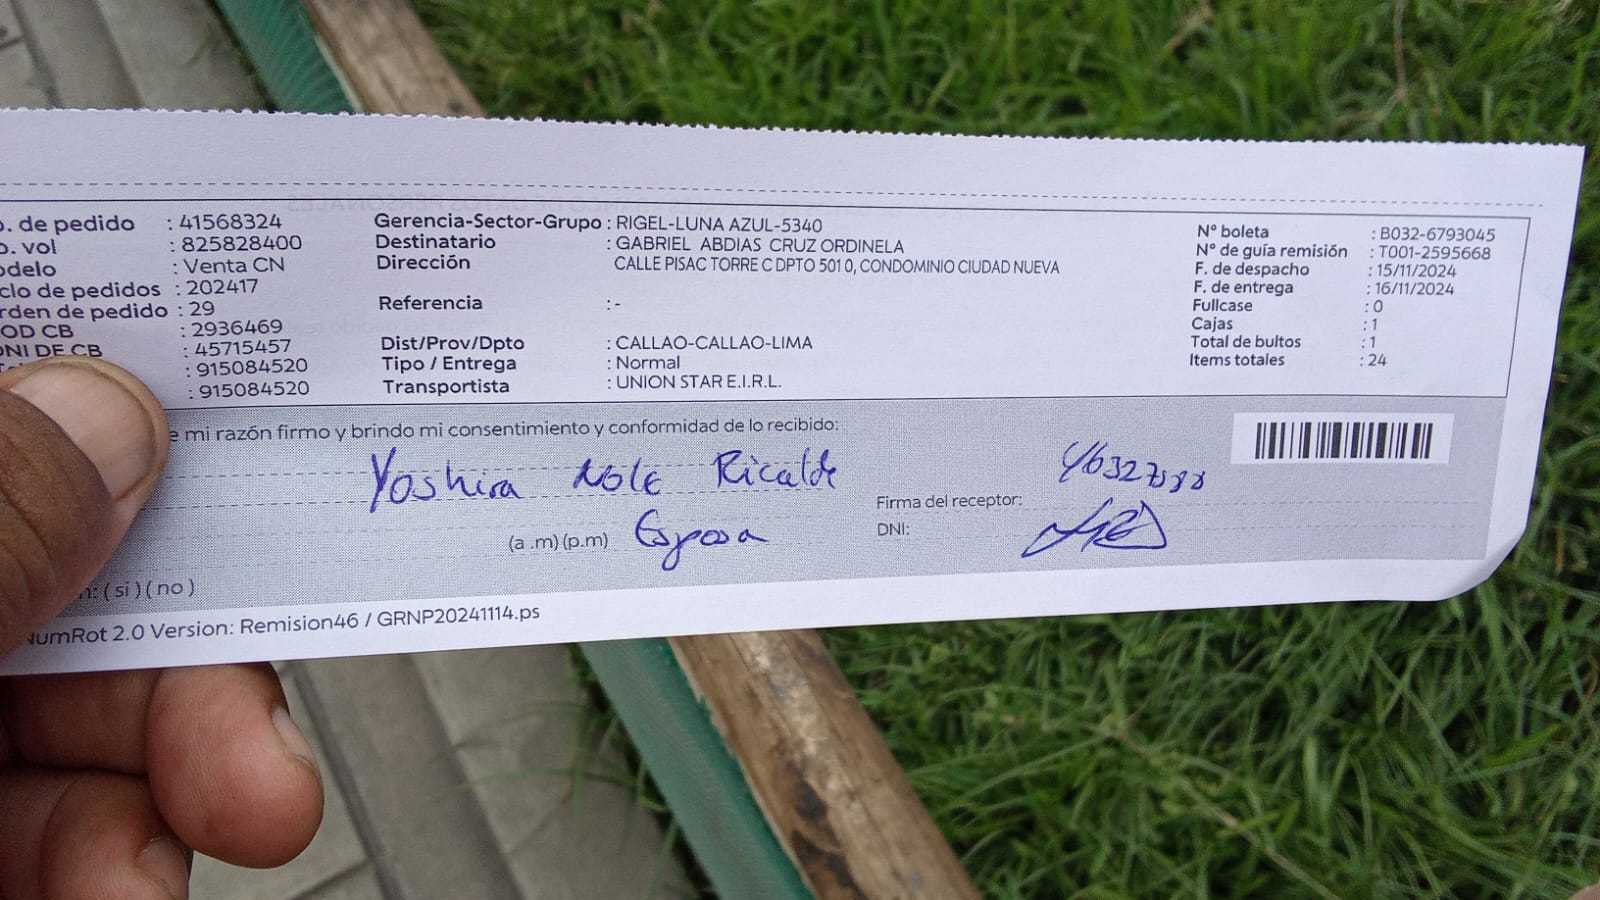 o. de pedido : 41568324
o. vol : 825828400
odelo : Venta CN
clo de pedidos : 202417
rden de pedido : 29
OD CB : 2936469
DNI DE CB : 45715457
: 915084520
: 915084520
Gerencia-Sector-Grupo : RIGEL-LUNA AZUL-5340
Destinatario : GABRIEL ABDIAS CRUZ ORDINELA
Dirección CALLE PISAC TORRE C DPTO 501 0, CONDOMINIO CIUDAD NUEVA
Referencia : -
Dist/Prov/Dpto : CALLAO-CALLAO-LIMA
Tipo / Entrega : Normal
Transportista : UNION STAR E.I.R.L.
Nº boleta : B032-6793045
Nº de guía remisión : T001-2595668
F. de despacho : 15/11/2024
F. de entrega : 16/11/2024
Fullcase : 0
Cajas : 1
Total de bultos : 1
Items totales : 24
e mi razón firmo y brindo mi consentimiento y conformidad de lo recibido:
Yoshira Nole Ricalde
Firma del receptor:
(a .m) (p.m) Esposa
DNI:
n: ( si ) ( no )
NumRot 2.0 Version: Remision46 / GRNP20241114.ps